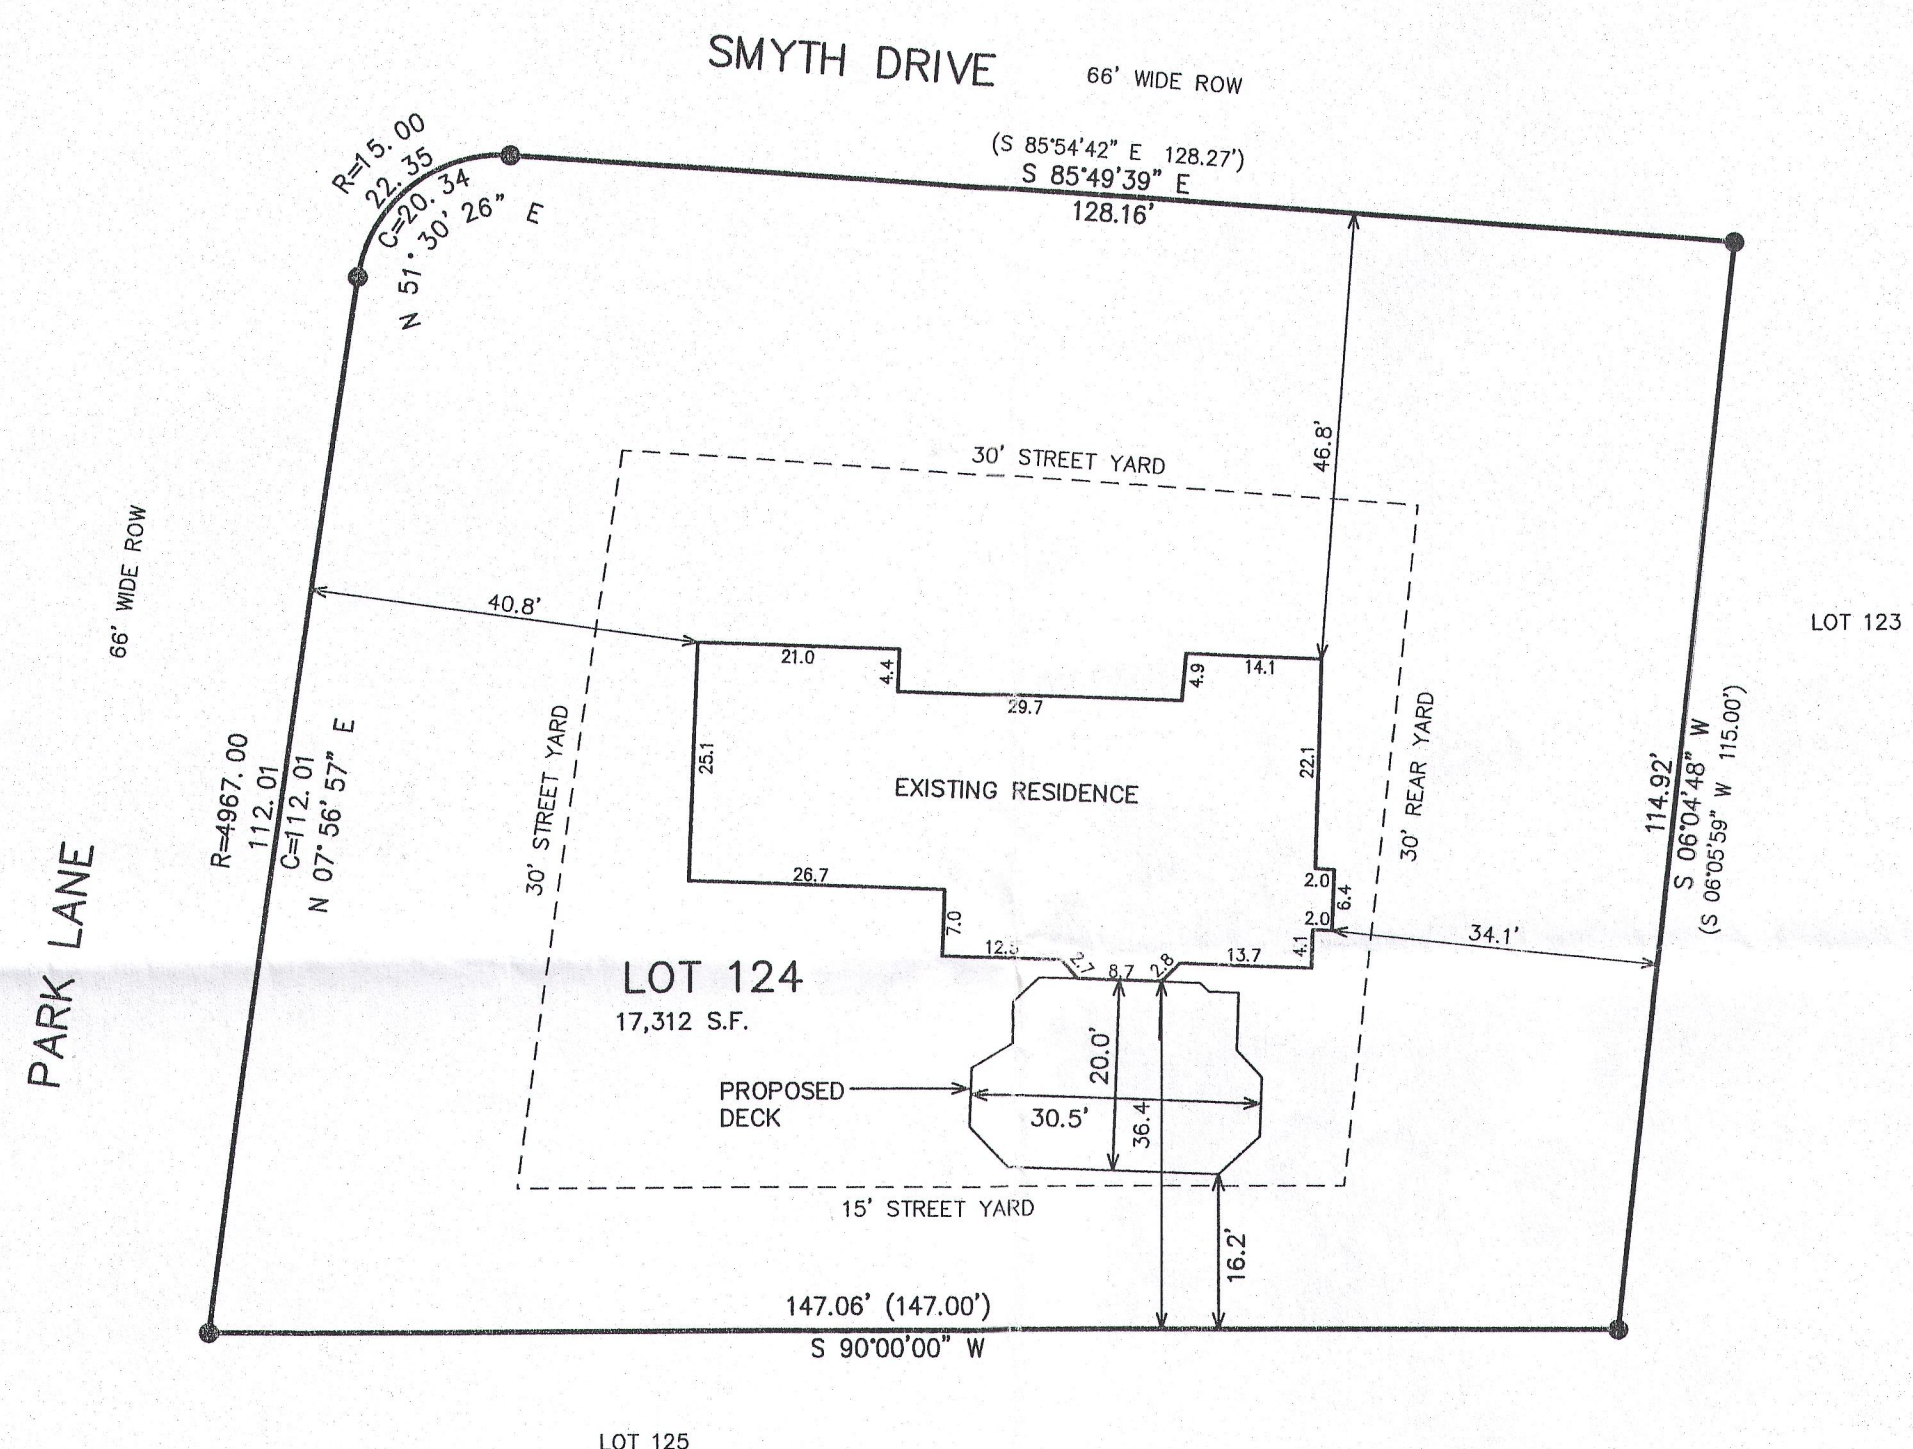 SMYTH DRIVE
66' WIDE ROW
(S 85°54'42" E 128.27')
S 85°49'39" E
128.16'
R=15.00
22.35
C=20.34
N 51°30'26" E
46.8'
30' STREET YARD
66' WIDE ROW
40.8'
LOT 123
21.0
4.4
29.7
4.9
14.1
25.1
22.1
EXISTING RESIDENCE
30' STREET YARD
30' REAR YARD
R=4967.00
112.01
C=112.01
N 07°56'57" E
PARK LANE
114.92'
S 06°04'48" W
(S 06°05'59" W 115.00')
26.7
7.0
12.5
2.7
8.7
2.8
13.7
4.1
2.0
6.4
2.0
34.1'
LOT 124
17,312 S.F.
PROPOSED
DECK
20.0'
30.5'
36.4
15' STREET YARD
16.2'
147.06' (147.00')
S 90°00'00" W
LOT 125